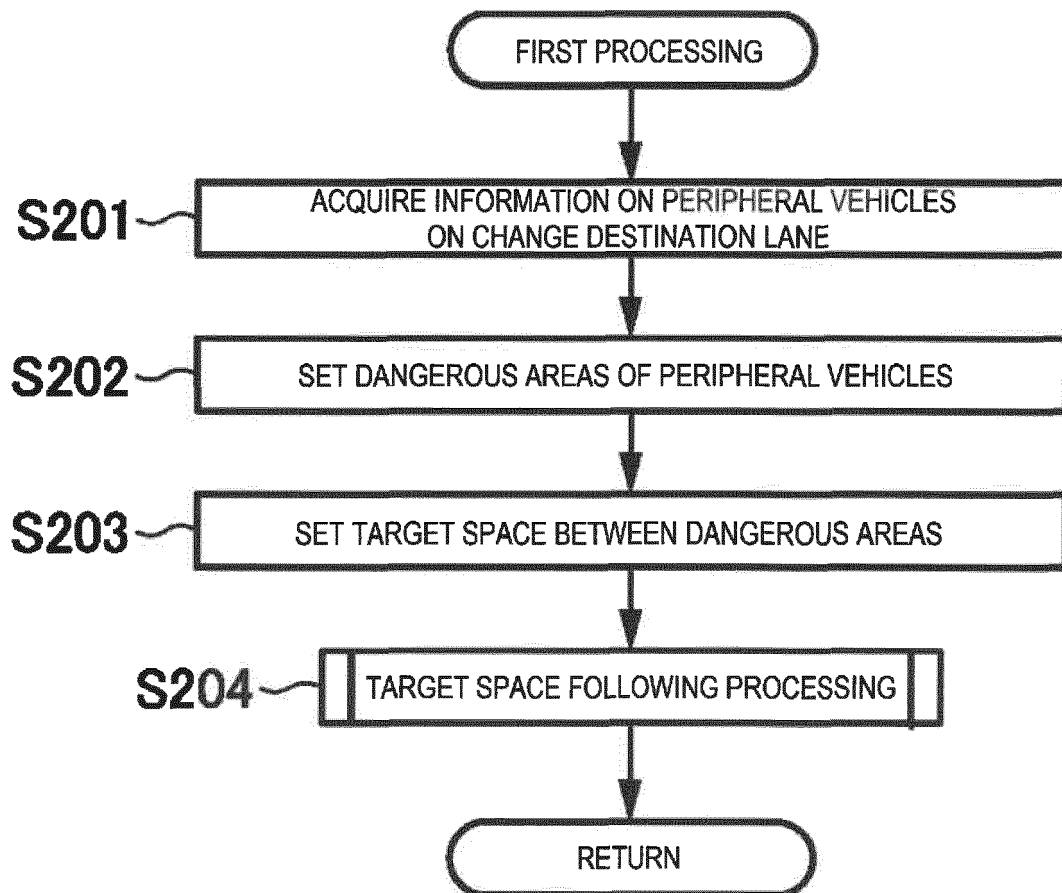 FIRST PROCESSING
S201
ACQUIRE INFORMATION ON PERIPHERAL VEHICLES
ON CHANGE DESTINATION LANE
S202
SET DANGEROUS AREAS OF PERIPHERAL VEHICLES
S203
SET TARGET SPACE BETWEEN DANGEROUS AREAS
S204
TARGET SPACE FOLLOWING PROCESSING
RETURN